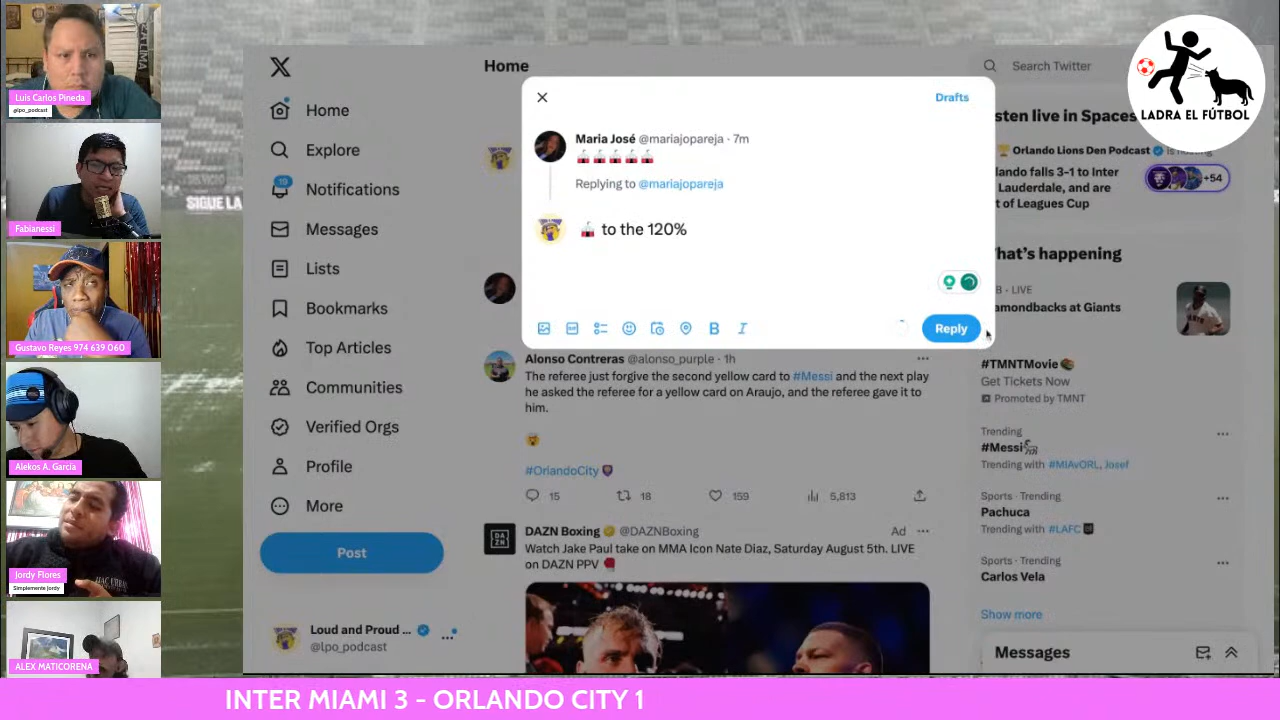 Luis Carlos Pineda
@lpo_podcast
Fabianessi
Gustavo Reyes 974 639 060
Alekos A. García
Jordy Flores
Simplemente Jordy
ALEX MATICORENA
SIGUE LA
X
Home
Explore
19
Notifications
Messages
Lists
Bookmarks
Top Articles
Communities
Verified Orgs
Profile
More
Post
Loud and Proud ...
@lpo_podcast
Home
Drafts
Maria José @mariajopareja · 7m
Replying to @mariajopareja
to the 120%
GIF
B I
Reply
Alonso Contreras @alonso_purple · 1h
The referee just forgive the second yellow card to #Messi and the next play
he asked the referee for a yellow card on Araujo, and the referee gave it to
him.
🤯
#OrlandoCity
15 18 159 5,813
DAZN Boxing @DAZNBoxing Ad
Watch Jake Paul take on MMA Icon Nate Diaz, Saturday August 5th. LIVE
on DAZN PPV 🥊
Search Twitter
LADRA EL FÚTBOL
sten live in Spaces
Orlando Lions Den Podcast is
lando falls 3-1 to Inter
Lauderdale, and are
t of Leagues Cup
+54
hat's happening
B · LIVE
amondbacks at Giants
#TMNTMovie
Get Tickets Now
Promoted by TMNT
Trending
#Messi
Trending with #MIAvORL, Josef
Sports · Trending
Pachuca
Trending with #LAFC
Sports · Trending
Carlos Vela
Show more
Messages
INTER MIAMI 3 - ORLANDO CITY 1